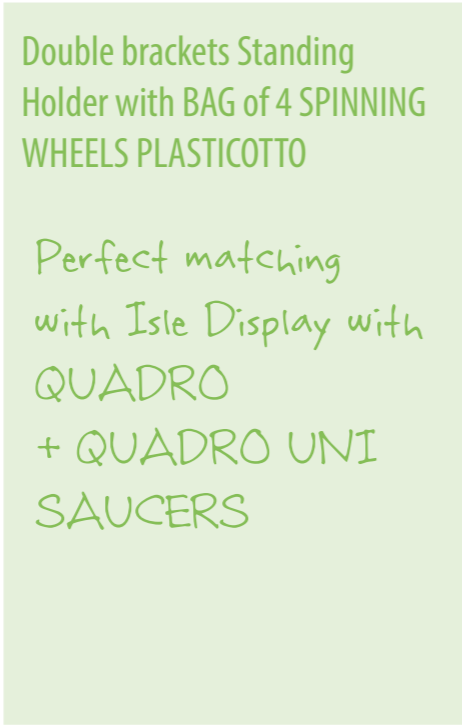 Double brackets Standing
Holder with BAG of 4 SPINNING
WHEELS PLASTICOTTO
Perfect matching
with Isle Display with
QUADRO
+ QUADRO UNI
SAUCERS